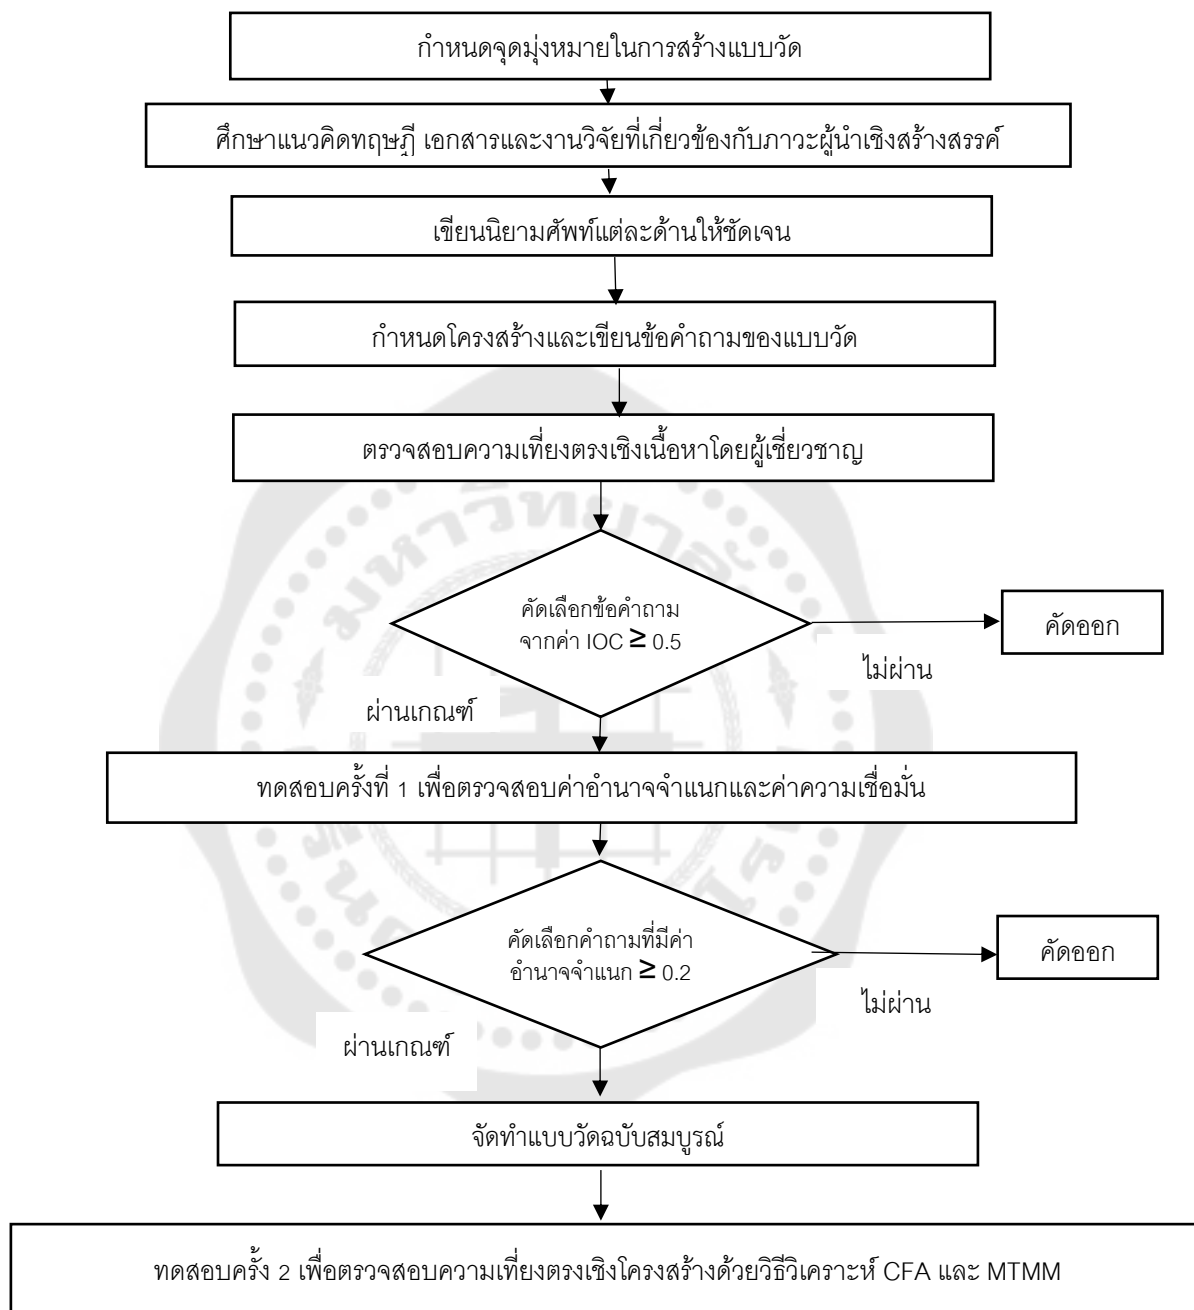 กำหนดจุดมุ่งหมายในการสร้างแบบวัด
ศึกษาแนวคิดทฤษฎี เอกสารและงานวิจัยที่เกี่ยวข้องกับภาวะผู้นำเชิงสร้างสรรค์
เขียนนิยามศัพท์แต่ละด้านให้ชัดเจน
กำหนดโครงสร้างและเขียนข้อคำถามของแบบวัด
ตรวจสอบความเที่ยงตรงเชิงเนื้อหาโดยผู้เชี่ยวชาญ
คัดเลือกข้อคำถาม
จากค่า IOC ≥ 0.5
คัดออก
ไม่ผ่าน
ผ่านเกณฑ์
ทดสอบครั้งที่ 1 เพื่อตรวจสอบค่าอำนาจจำแนกและค่าความเชื่อมั่น
คัดเลือกคำถามที่มีค่า
อำนาจจำแนก ≥ 0.2
คัดออก
ไม่ผ่าน
ผ่านเกณฑ์
จัดทำแบบวัดฉบับสมบูรณ์
ทดสอบครั้ง 2 เพื่อตรวจสอบความเที่ยงตรงเชิงโครงสร้างด้วยวิธีวิเคราะห์ CFA และ MTMM